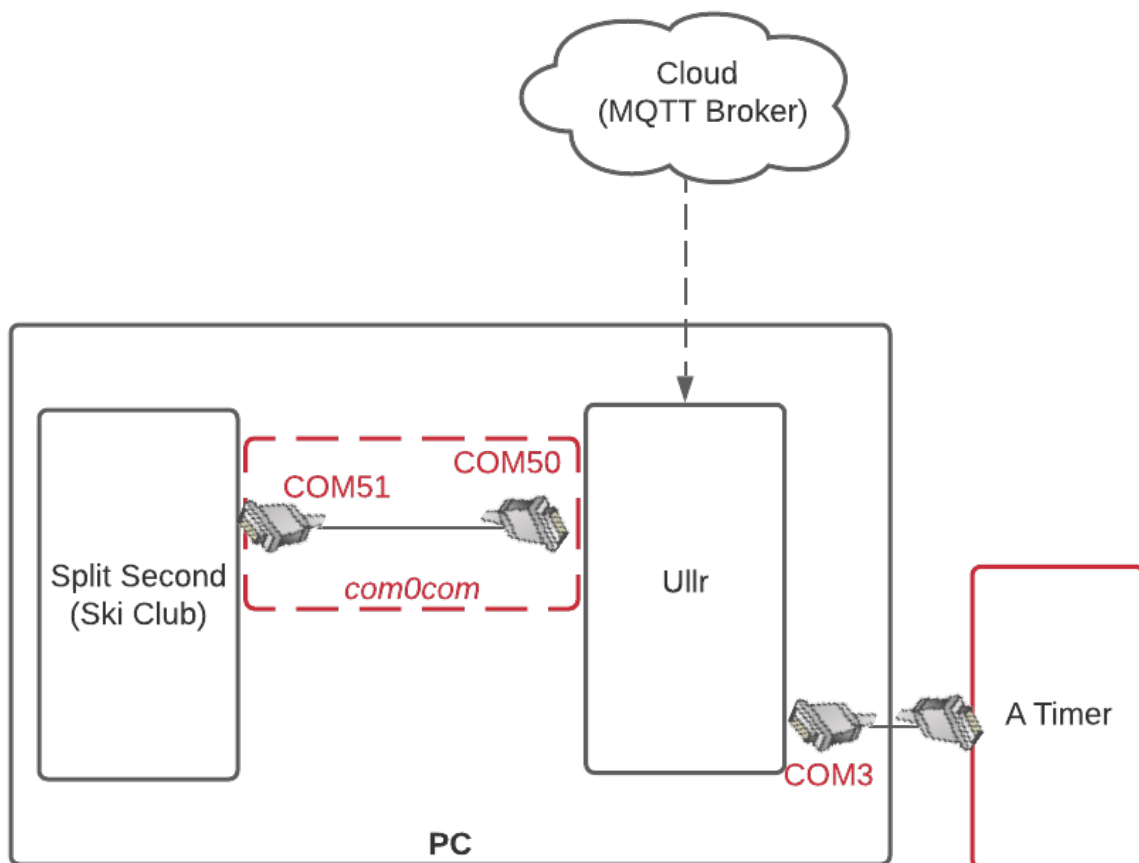 Cloud
(MQTT Broker)
COM50
COM51
Split Second
(Ski Club)
com0com
Ullr
A Timer
COM3
PC